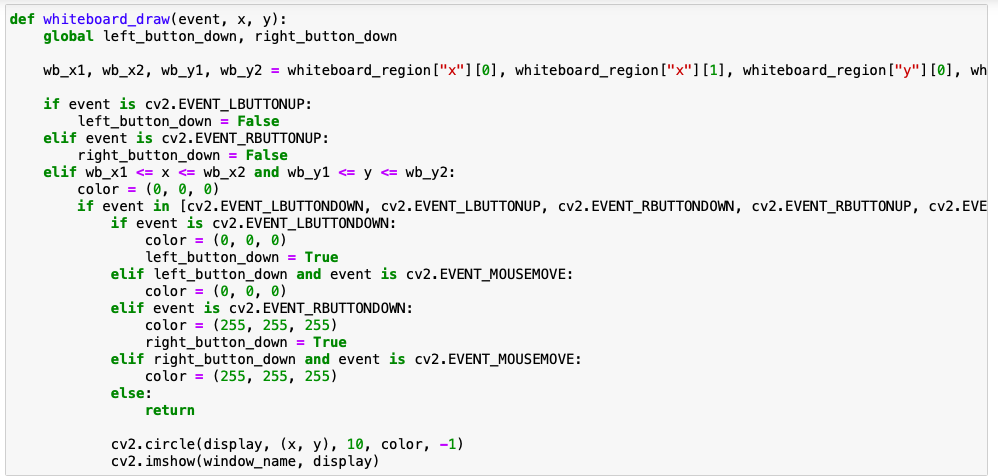 def whiteboard_draw(event, x, y):
    global left_button_down, right_button_down

    wb_x1, wb_x2, wb_y1, wb_y2 = whiteboard_region["x"][0], whiteboard_region["x"][1], whiteboard_region["y"][0], wh

    if event is cv2.EVENT_LBUTTONUP:
        left_button_down = False
    elif event is cv2.EVENT_RBUTTONUP:
        right_button_down = False
    elif wb_x1 <= x <= wb_x2 and wb_y1 <= y <= wb_y2:
        color = (0, 0, 0)
        if event in [cv2.EVENT_LBUTTONDOWN, cv2.EVENT_LBUTTONUP, cv2.EVENT_RBUTTONDOWN, cv2.EVENT_RBUTTONUP, cv2.EVE
            if event is cv2.EVENT_LBUTTONDOWN:
                color = (0, 0, 0)
                left_button_down = True
            elif left_button_down and event is cv2.EVENT_MOUSEMOVE:
                color = (0, 0, 0)
            elif event is cv2.EVENT_RBUTTONDOWN:
                color = (255, 255, 255)
                right_button_down = True
            elif right_button_down and event is cv2.EVENT_MOUSEMOVE:
                color = (255, 255, 255)
            else:
                return

            cv2.circle(display, (x, y), 10, color, -1)
            cv2.imshow(window_name, display)